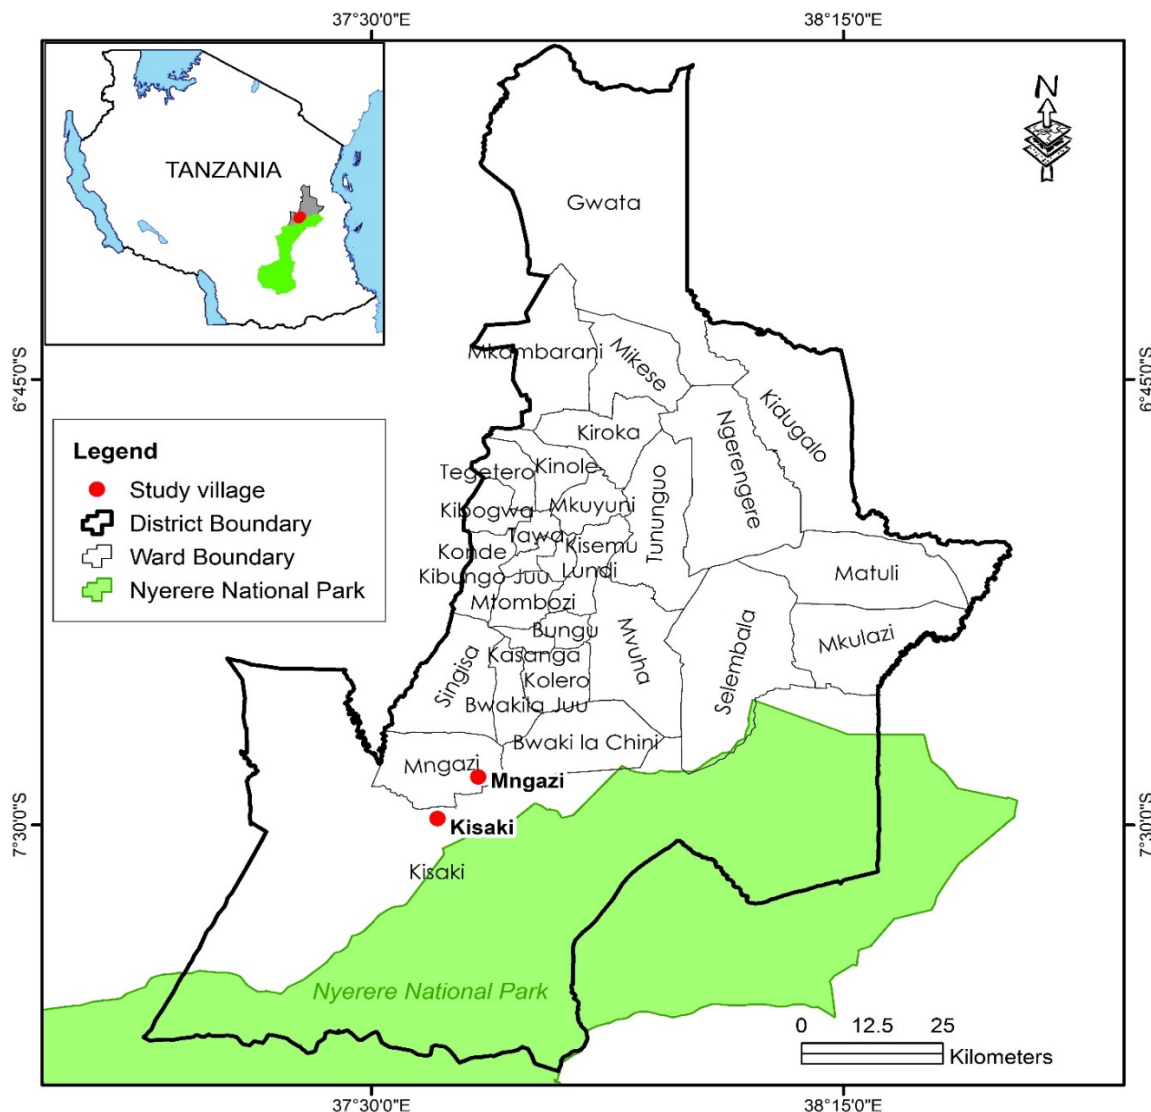 37°30'0"E
38°15'0"E
TANZANIA
N
Gwata
6°45'0"S
6°45'0"S
Mkambarani
Mikese
Kidugalo
Kiroka
Ngerengere
Legend
Study village
District Boundary
Ward Boundary
Nyerere National Park
Tegetero
Kinole
Tununguo
Kibogwa
Mkuyuni
Tawa
Konde
Kisemu
Kibungo Juu
Lundi
Matuli
Mtombozi
Bungu
Mvuha
Mkulazi
Singisa
Kasanga
Selembala
Kolero
Bwakila Juu
Bwaki la Chini
Mngazi
Mngazi
Kisaki
7°30'0"S
7°30'0"S
Kisaki
Nyerere National Park
0 12.5 25
Kilometers
37°30'0"E
38°15'0"E